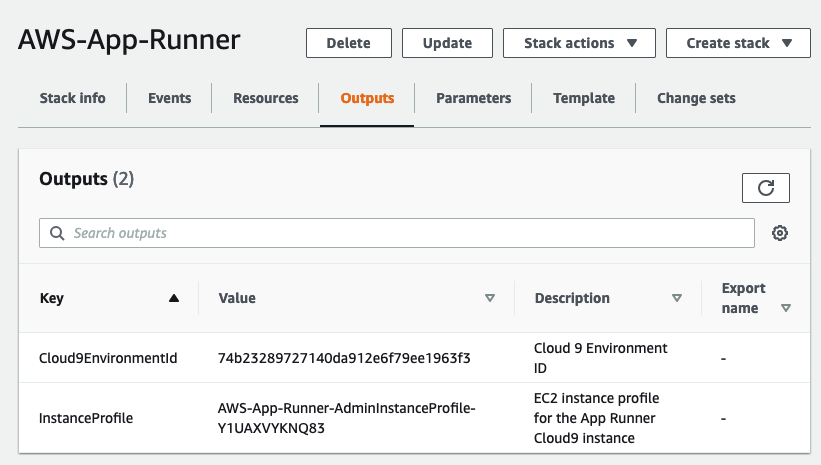 AWS-App-Runner
Delete
Update
Stack actions
Create stack
Stack info
Events
Resources
Outputs
Parameters
Template
Change sets
Outputs (2)
Search outputs
Key
Value
Description
Export
name
Cloud9EnvironmentId
74b23289727140da912e6f79ee1963f3
Cloud 9 Environment
ID
-
InstanceProfile
AWS-App-Runner-AdminInstanceProfile-
Y1UAXVYKNQ83
EC2 instance profile
for the App Runner
Cloud9 instance
-